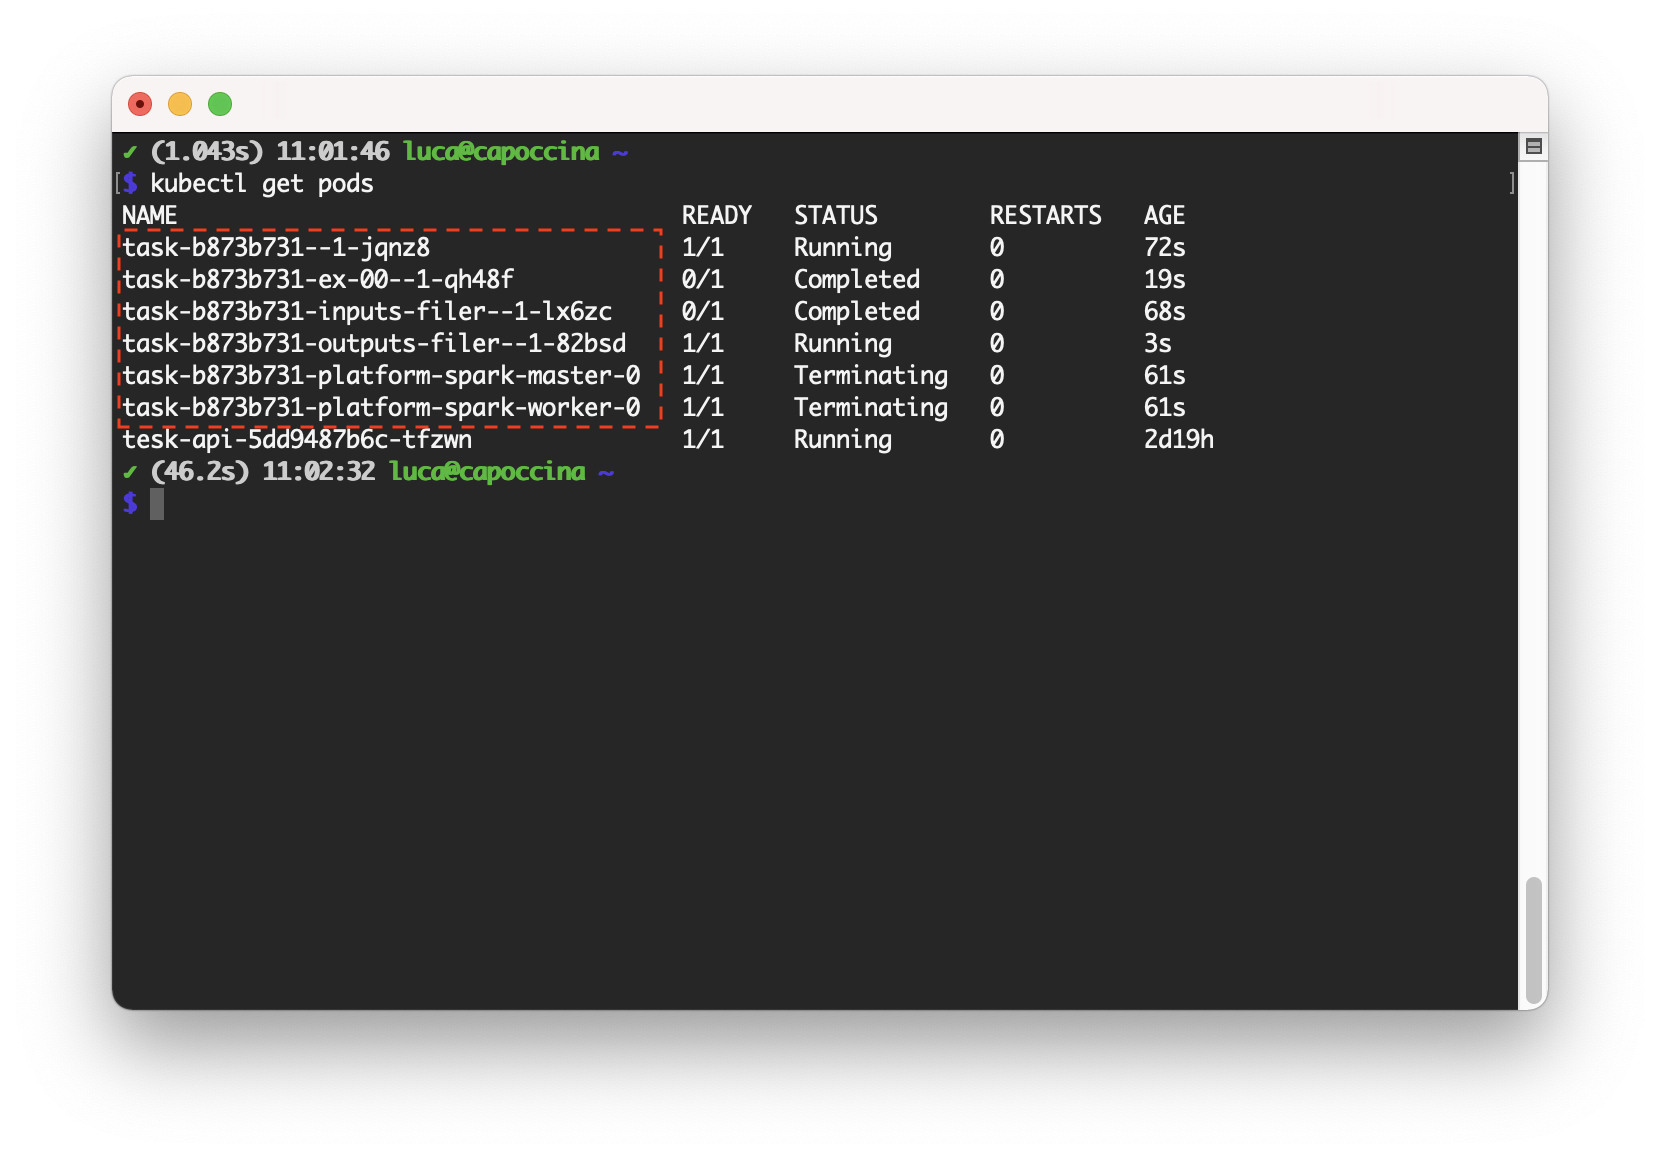 ✔ (1.043s) 11:01:46 luca@capoccina ~
[$ kubectl get pods ]
NAME READY STATUS RESTARTS AGE
task-b873b731--1-jqnz8 1/1 Running 0 72s
task-b873b731-ex-00--1-qh48f 0/1 Completed 0 19s
task-b873b731-inputs-filer--1-lx6zc 0/1 Completed 0 68s
task-b873b731-outputs-filer--1-82bsd 1/1 Running 0 3s
task-b873b731-platform-spark-master-0 1/1 Terminating 0 61s
task-b873b731-platform-spark-worker-0 1/1 Terminating 0 61s
tesk-api-5dd9487b6c-tfzwn 1/1 Running 0 2d19h
✔ (46.2s) 11:02:32 luca@capoccina ~
$